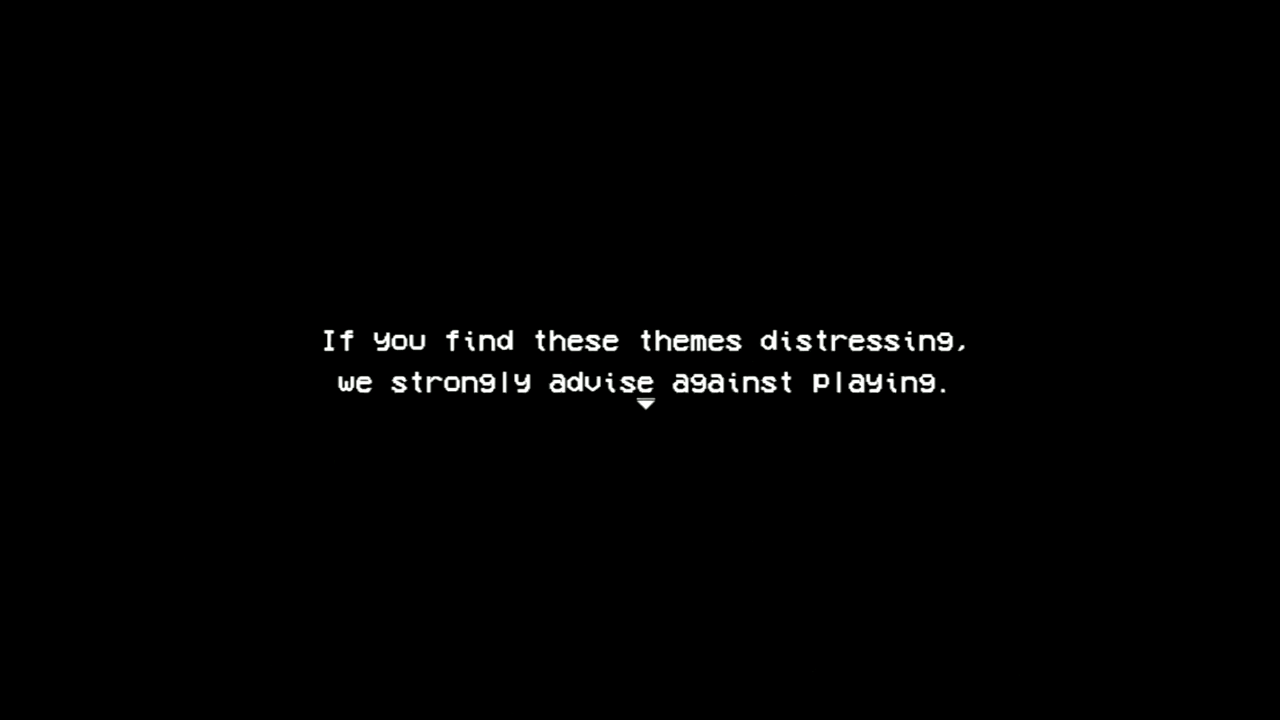 If you find these themes distressing,
we strongly advise against playing.